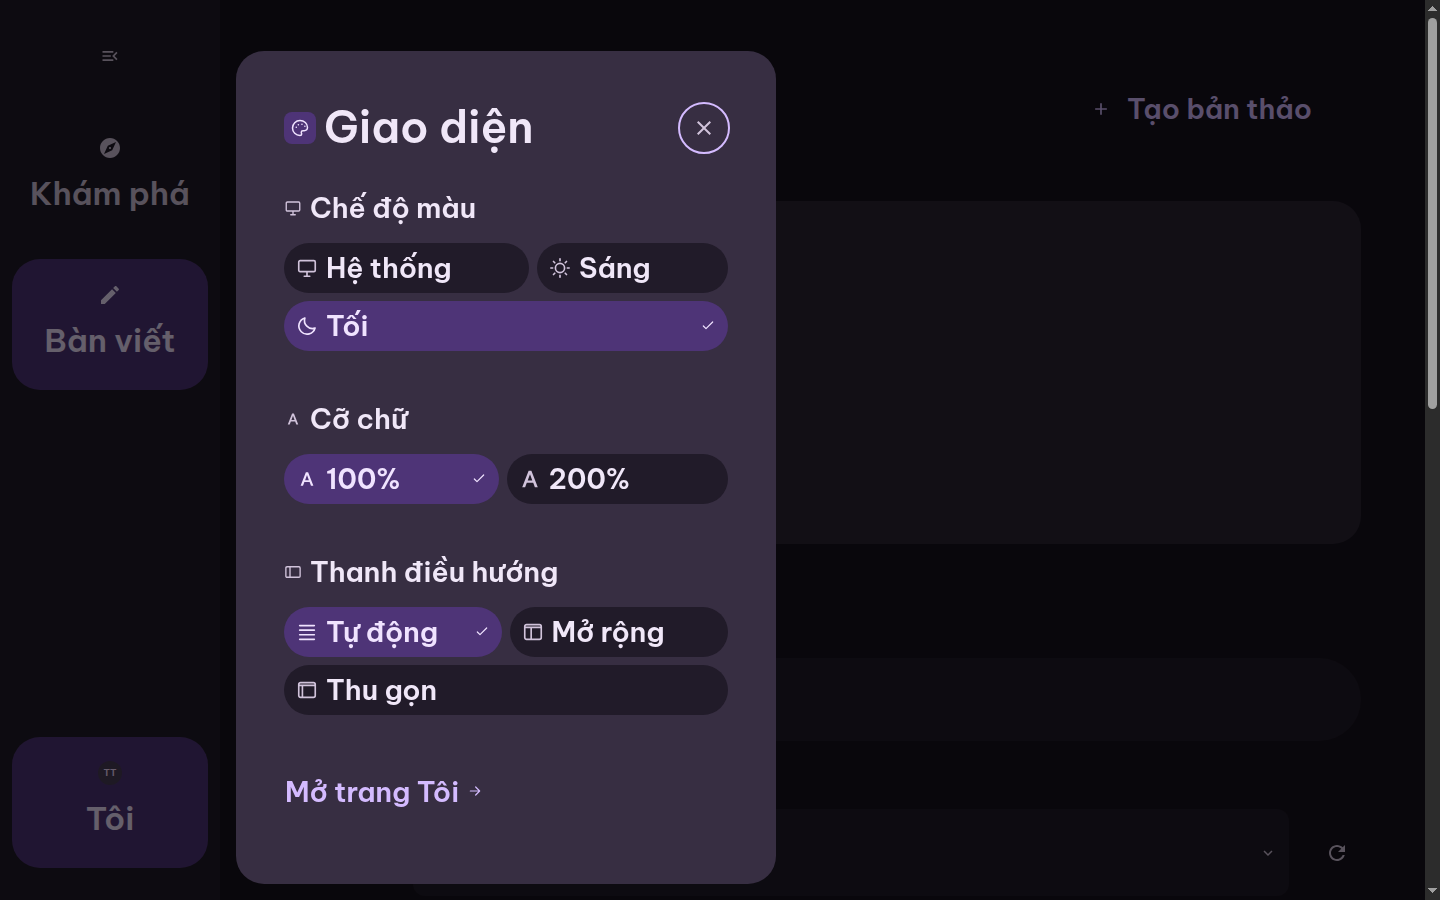 Khám phá
Bàn viết
TT
Tôi
Tạo bản thảo
Giao diện
Chế độ màu
Hệ thống
Sáng
Tối
Cỡ chữ
A 100%
A 200%
Thanh điều hướng
Tự động
Mở rộng
Thu gọn
Mở trang Tôi →